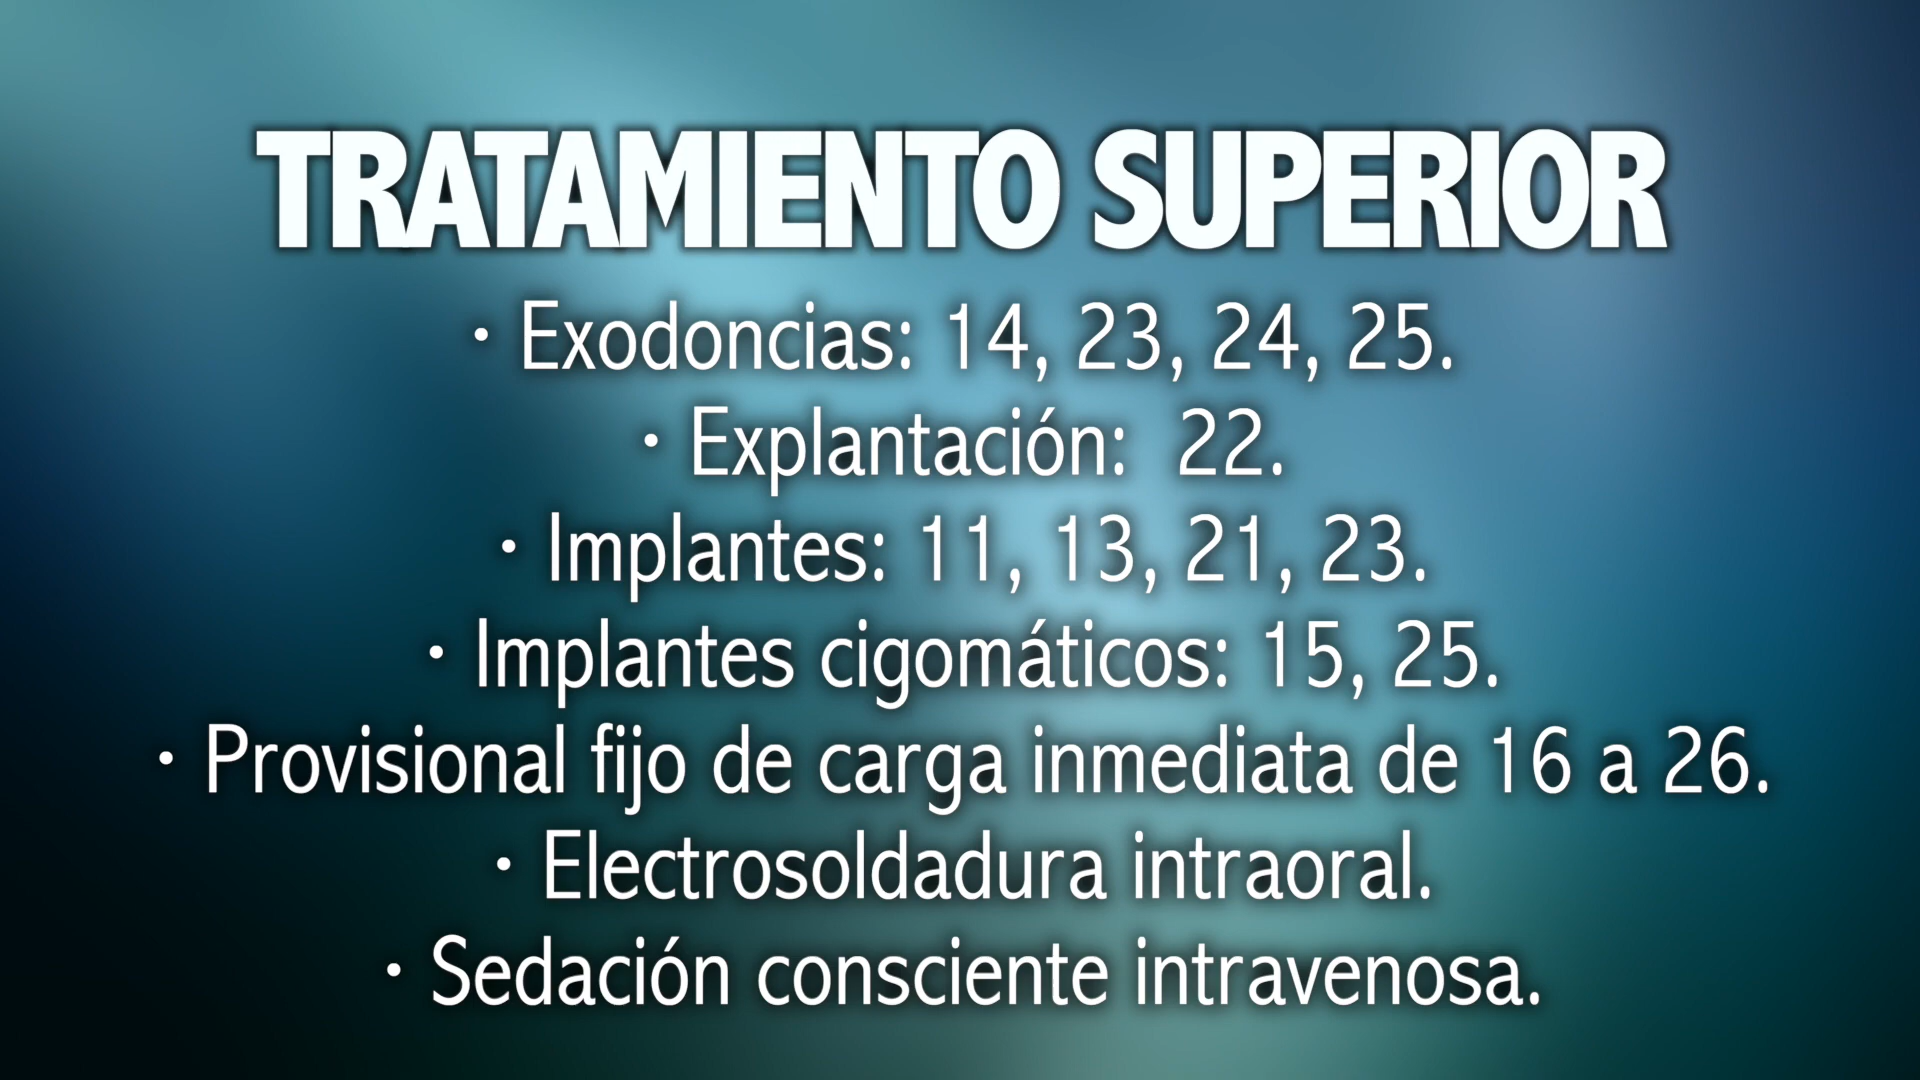 TRATAMIENTO SUPERIOR
· Exodoncias: 14, 23, 24, 25.
· Explantación:  22.
· Implantes: 11, 13, 21, 23.
· Implantes cigomáticos: 15, 25.
· Provisional fijo de carga inmediata de 16 a 26.
· Electrosoldadura intraoral.
· Sedación consciente intravenosa.